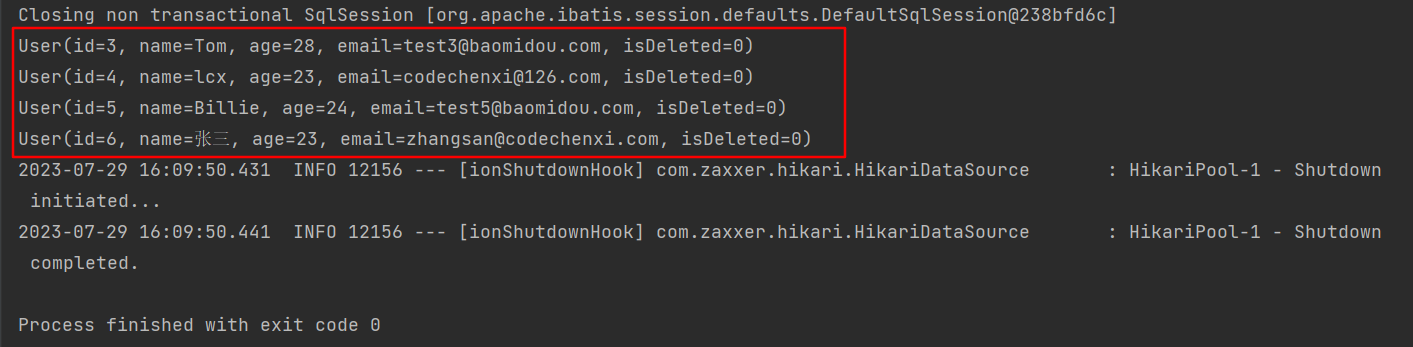 Closing non transactional SqlSession [org.apache.ibatis.session.defaults.DefaultSqlSession@238bfd6c]
User(id=3, name=Tom, age=28, email=test3@baomidou.com, isDeleted=0)
User(id=4, name=lcx, age=23, email=codechenxi@126.com, isDeleted=0)
User(id=5, name=Billie, age=24, email=test5@baomidou.com, isDeleted=0)
User(id=6, name=张三, age=23, email=zhangsan@codechenxi.com, isDeleted=0)
2023-07-29 16:09:50.431  INFO 12156 --- [ionShutdownHook] com.zaxxer.hikari.HikariDataSource       : HikariPool-1 - Shutdown
 initiated...
2023-07-29 16:09:50.441  INFO 12156 --- [ionShutdownHook] com.zaxxer.hikari.HikariDataSource       : HikariPool-1 - Shutdown
 completed.
Process finished with exit code 0